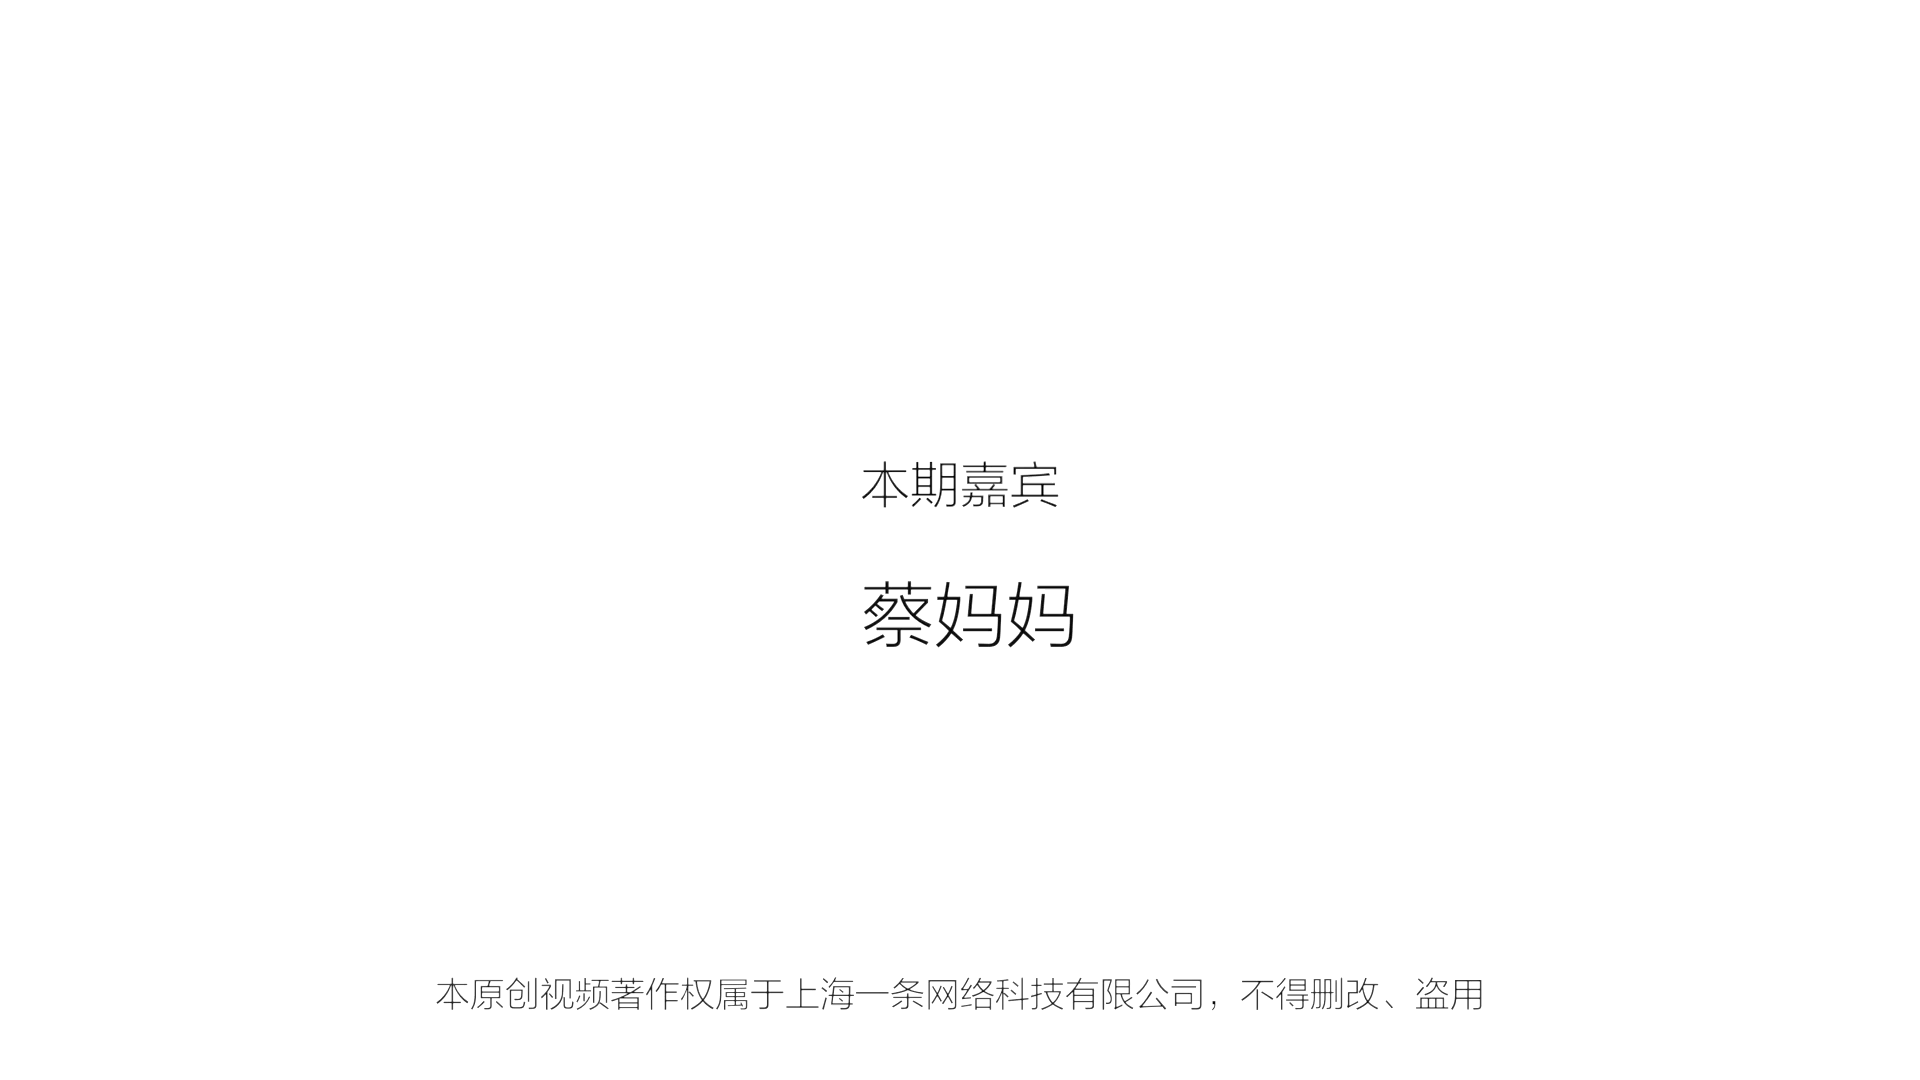 本期嘉宾
蔡妈妈
本原创视频著作权属于上海一条网络科技有限公司，不得删改、盗用